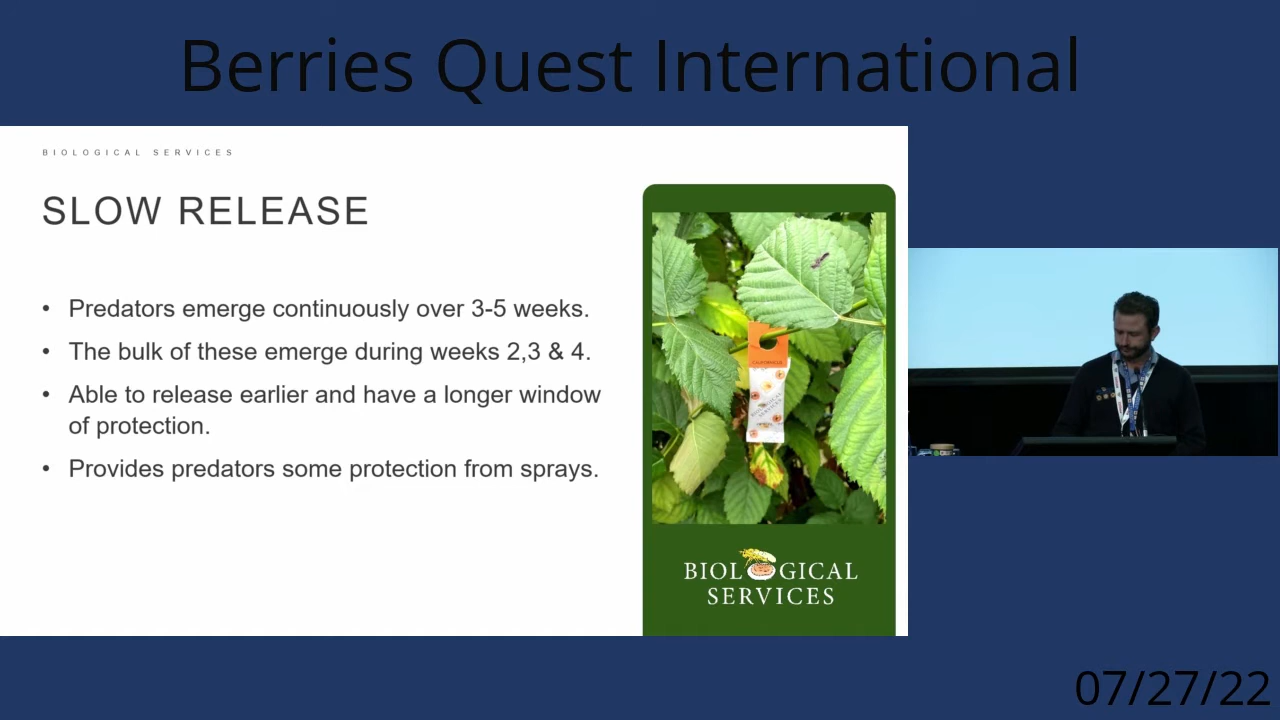 Berries Quest International
BIOLOGICAL SERVICES
SLOW RELEASE
• Predators emerge continuously over 3-5 weeks.
• The bulk of these emerge during weeks 2,3 & 4.
• Able to release earlier and have a longer window
of protection.
• Provides predators some protection from sprays.
BIOLOGICAL
SERVICES
07/27/22